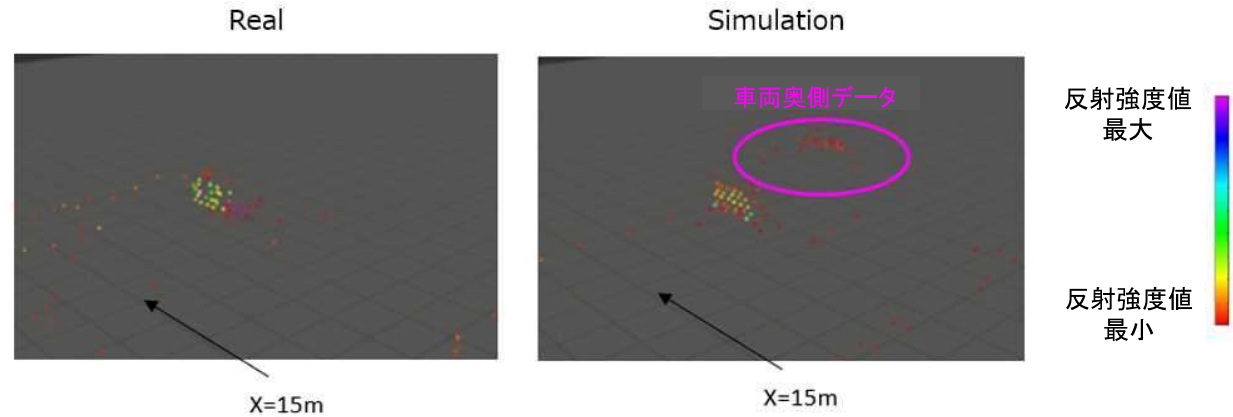 Real
Simulation
車両奥側データ
反射強度値
最大
反射強度値
最小
X=15m
X=15m